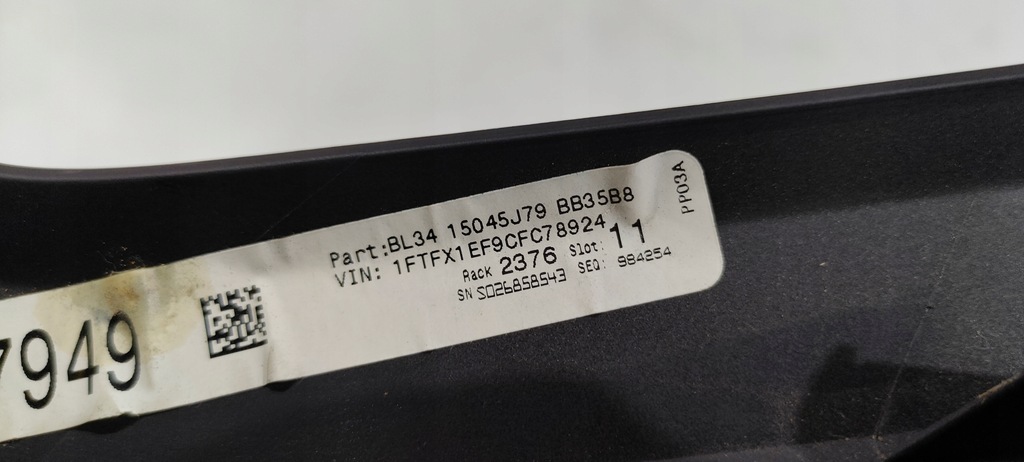 Part:BL34 15045J79 BB35B8
VIN: 1FTFX1EF9CFC78924
Rack 2376 Slot: 11
SN S026858543 SEQ: 984254
PP03A
7949